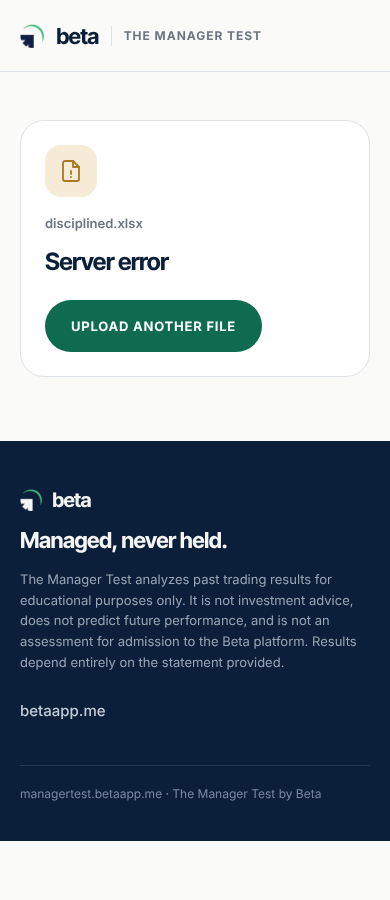 beta
THE MANAGER TEST
disciplined.xlsx
Server error
UPLOAD ANOTHER FILE
beta
Managed, never held.
The Manager Test analyzes past trading results for
educational purposes only. It is not investment advice,
does not predict future performance, and is not an
assessment for admission to the Beta platform. Results
depend entirely on the statement provided.
betaapp.me
managertest.betaapp.me · The Manager Test by Beta